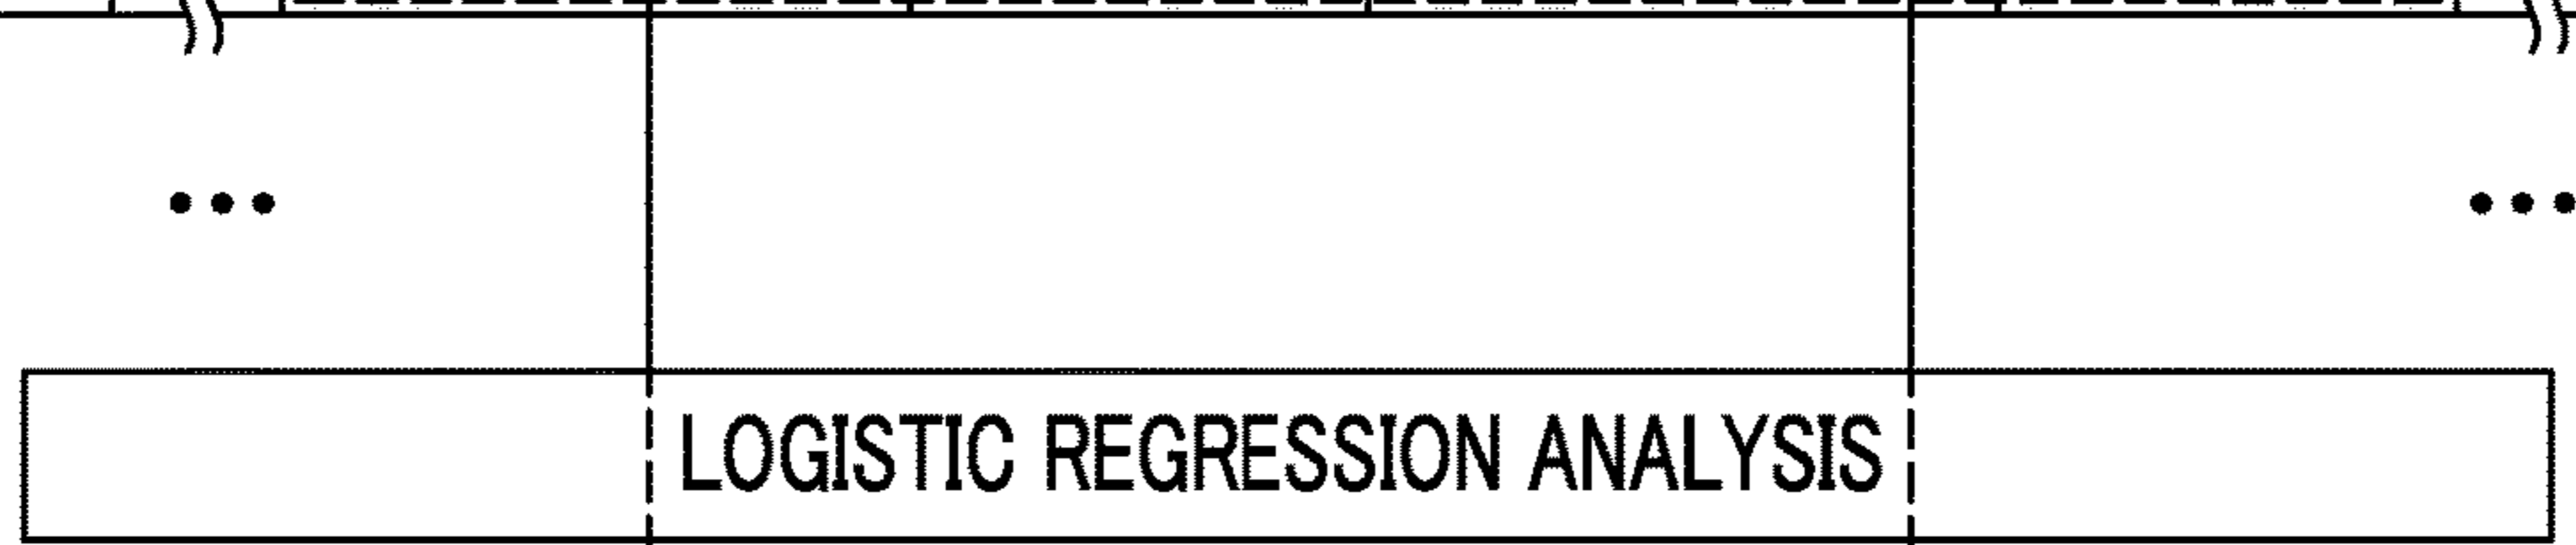 •••
•••
LOGISTIC REGRESSION ANALYSIS